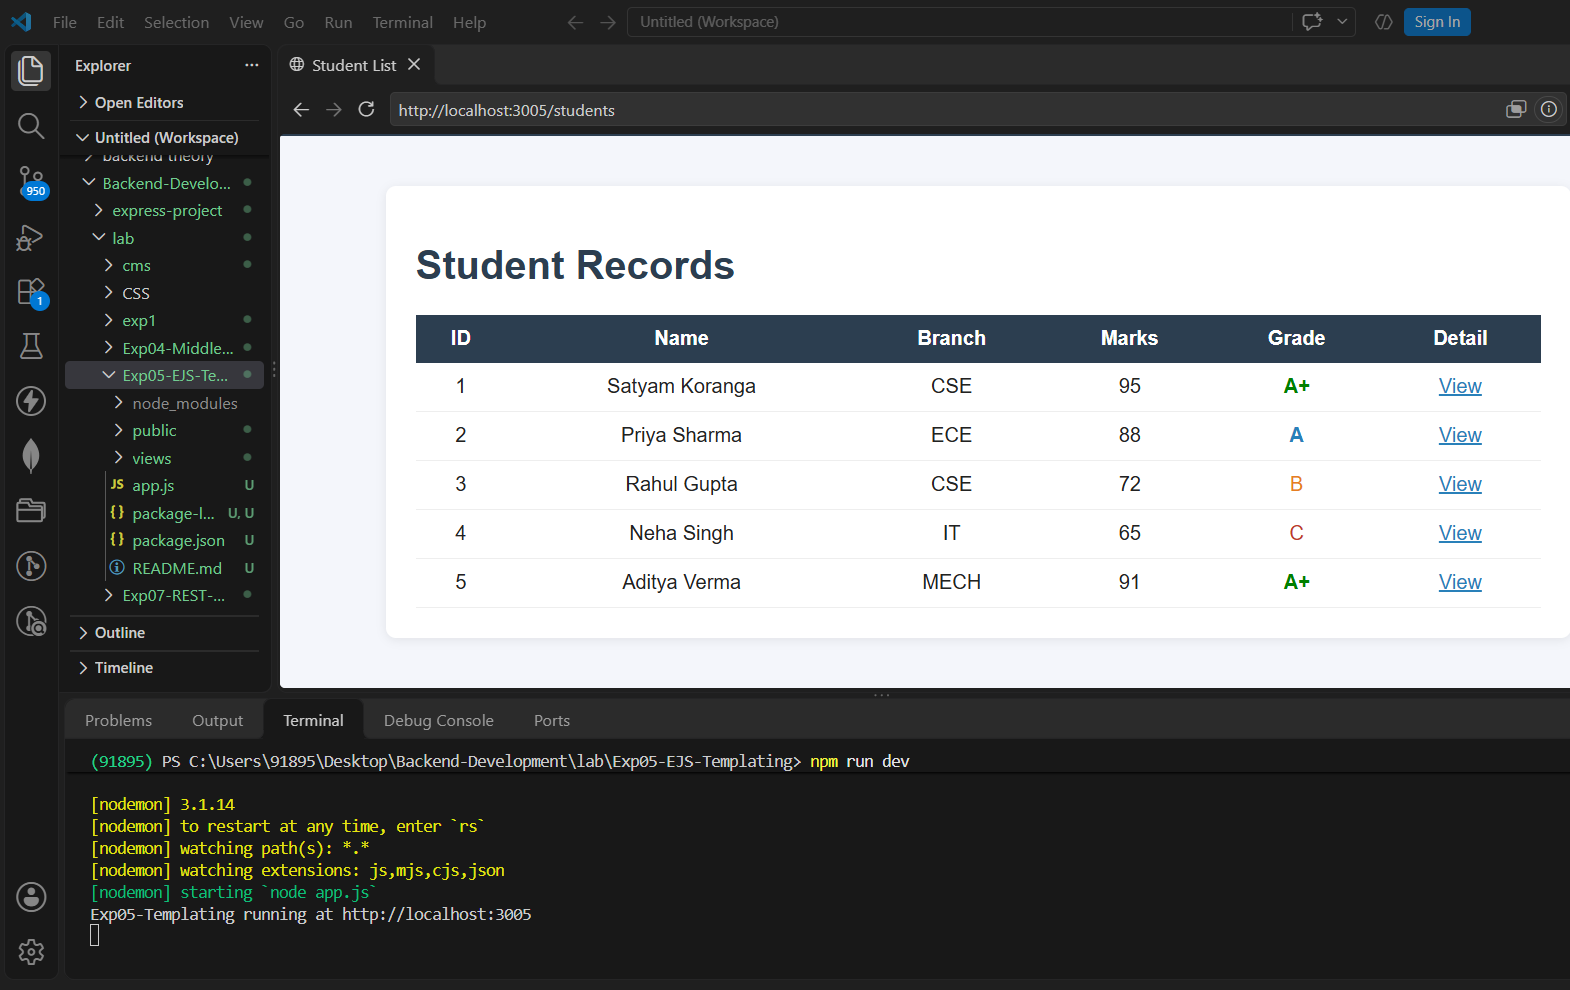 File Edit Selection View Go Run Terminal Help
Untitled (Workspace)
Sign In
Explorer
Open Editors
Untitled (Workspace)
backend theory
Backend-Develo...
express-project
lab
cms
CSS
exp1
Exp04-Middle...
Exp05-EJS-Te...
node_modules
public
views
JS app.js U
{} package-l... U, U
{} package.json U
README.md U
Exp07-REST-...
Outline
Timeline
950
1
Student List
http://localhost:3005/students
Student Records
ID Name Branch Marks Grade Detail
1 Satyam Koranga CSE 95 A+ View
2 Priya Sharma ECE 88 A View
3 Rahul Gupta CSE 72 B View
4 Neha Singh IT 65 C View
5 Aditya Verma MECH 91 A+ View
Problems Output Terminal Debug Console Ports
(91895) PS C:\Users\91895\Desktop\Backend-Development\lab\Exp05-EJS-Templating> npm run dev
[nodemon] 3.1.14
[nodemon] to restart at any time, enter `rs`
[nodemon] watching path(s): *.*
[nodemon] watching extensions: js,mjs,cjs,json
[nodemon] starting `node app.js`
Exp05-Templating running at http://localhost:3005